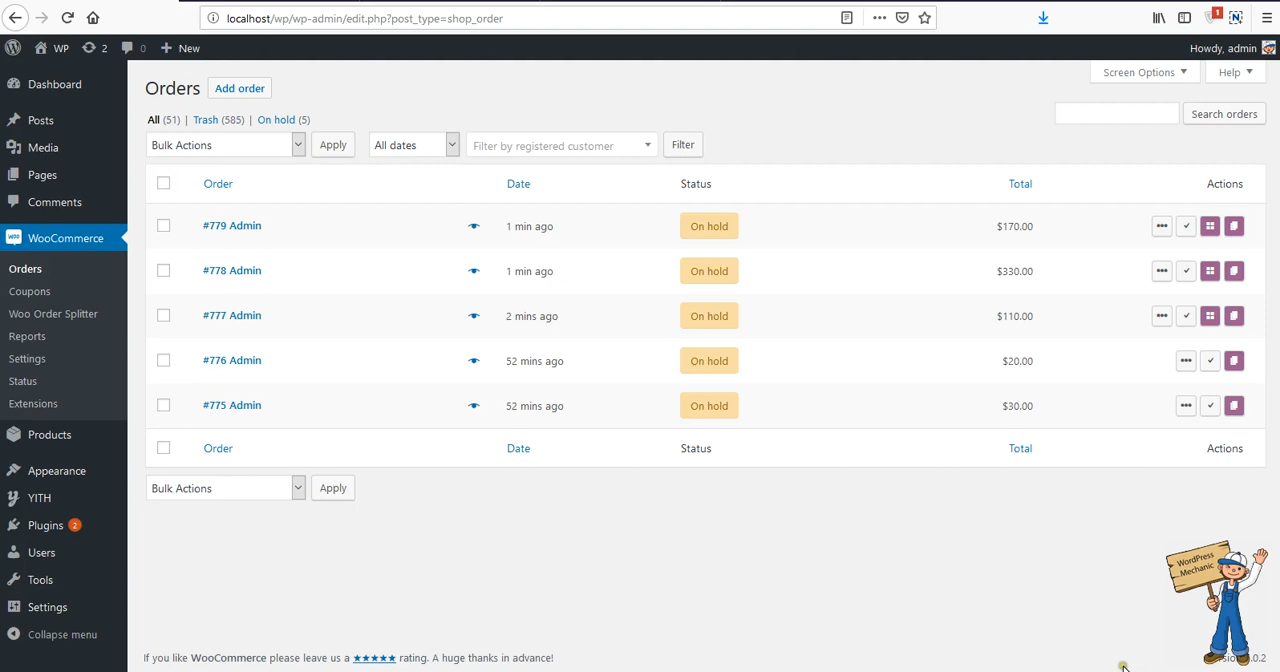 localhost/wp/wp-admin/edit.php?post_type=shop_order
1
N
WP 2 0 New
Howdy, admin
Dashboard
Posts
Media
Pages
Comments
WooCommerce
Orders
Coupons
Woo Order Splitter
Reports
Settings
Status
Extensions
Products
Appearance
YITH
Plugins 2
Users
Tools
Settings
Collapse menu
Screen Options Help
Orders Add order
All (51) | Trash (585) | On hold (5)
Search orders
Bulk Actions Apply All dates Filter by registered customer Filter
Order Date Status Total Actions
#779 Admin 1 min ago On hold $170.00
#778 Admin 1 min ago On hold $330.00
#777 Admin 2 mins ago On hold $110.00
#776 Admin 52 mins ago On hold $20.00
#775 Admin 52 mins ago On hold $30.00
Order Date Status Total Actions
Bulk Actions Apply
WordPress
Mechanic
If you like WooCommerce please leave us a ★★★★★ rating. A huge thanks in advance!